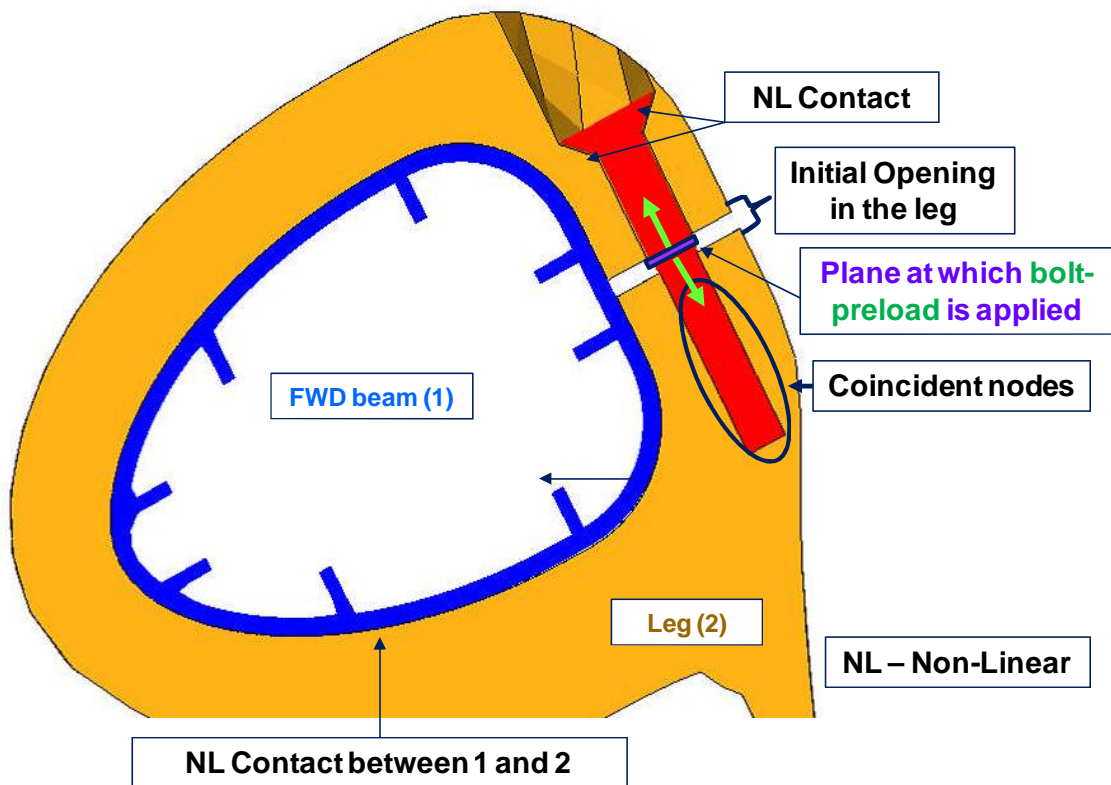 NL Contact
Initial Opening
in the leg
Plane at which bolt-
preload is applied
Coincident nodes
FWD beam (1)
Leg (2)
NL – Non-Linear
NL Contact between 1 and 2